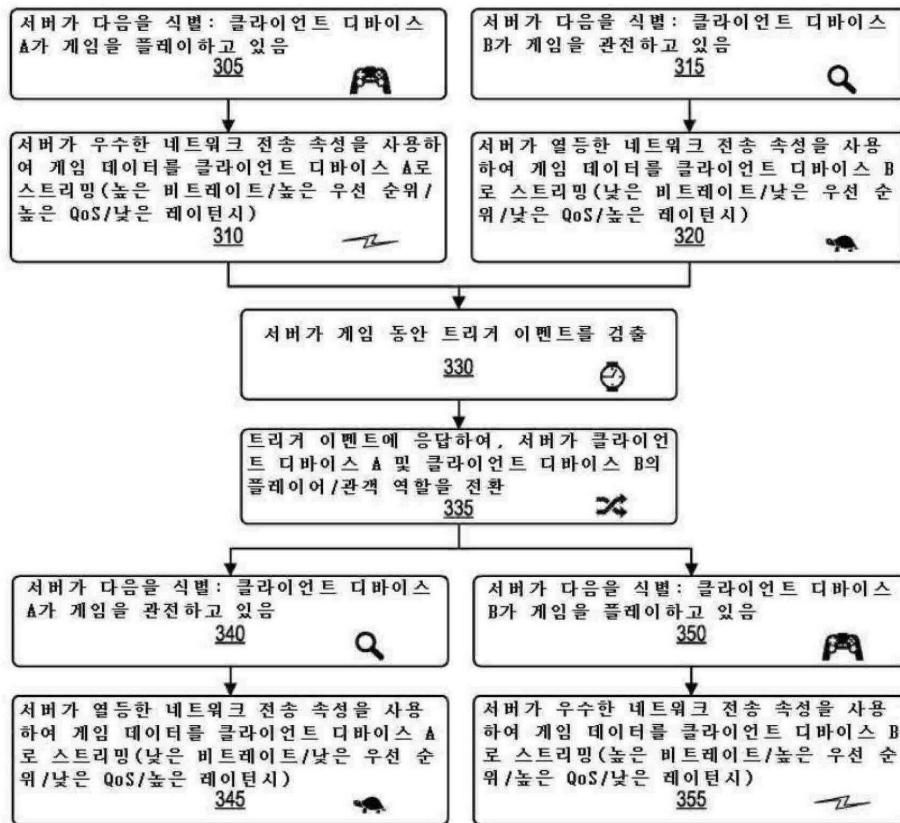 서버가 다음을 식별: 클라이언트 디바이스
A가 게임을 플레이하고 있음
305
서버가 다음을 식별: 클라이언트 디바이스
B가 게임을 관전하고 있음
315
서버가 우수한 네트워크 전송 속성을 사용하
여 게임 데이터를 클라이언트 디바이스 A로
스트리밍(높은 비트레이트/높은 우선 순위/
높은 QoS/낮은 레이턴시)
310
서버가 열등한 네트워크 전송 속성을 사용
하여 게임 데이터를 클라이언트 디바이스 B
로 스트리밍(낮은 비트레이트/낮은 우선 순
위/낮은 QoS/높은 레이턴시)
320
서버가 게임 동안 트리거 이벤트를 검출
330
트리거 이벤트에 응답하여, 서버가 클라이언
트 디바이스 A 및 클라이언트 디바이스 B의
플레이어/관객 역할을 전환
335
서버가 다음을 식별: 클라이언트 디바이스
A가 게임을 관전하고 있음
340
서버가 다음을 식별: 클라이언트 디바이스
B가 게임을 플레이하고 있음
350
서버가 열등한 네트워크 전송 속성을 사용
하여 게임 데이터를 클라이언트 디바이스 A
로 스트리밍(낮은 비트레이트/낮은 우선 순
위/낮은 QoS/높은 레이턴시)
345
서버가 우수한 네트워크 전송 속성을 사용
하여 게임 데이터를 클라이언트 디바이스 B
로 스트리밍(높은 비트레이트/높은 우선 순
위/높은 QoS/낮은 레이턴시)
355